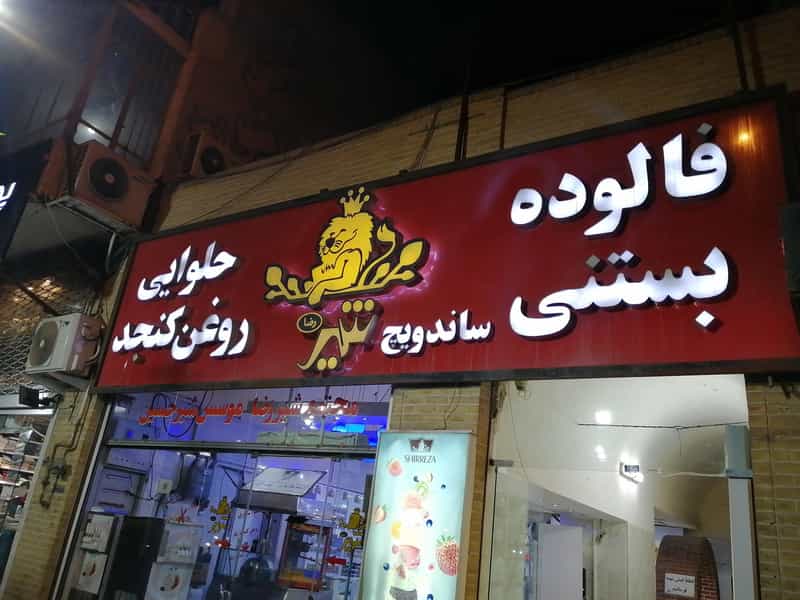 فالوده
بستنی
ساندویچ
شیر
رضا
حلوایی
روغن کنجد
SHIRREZA